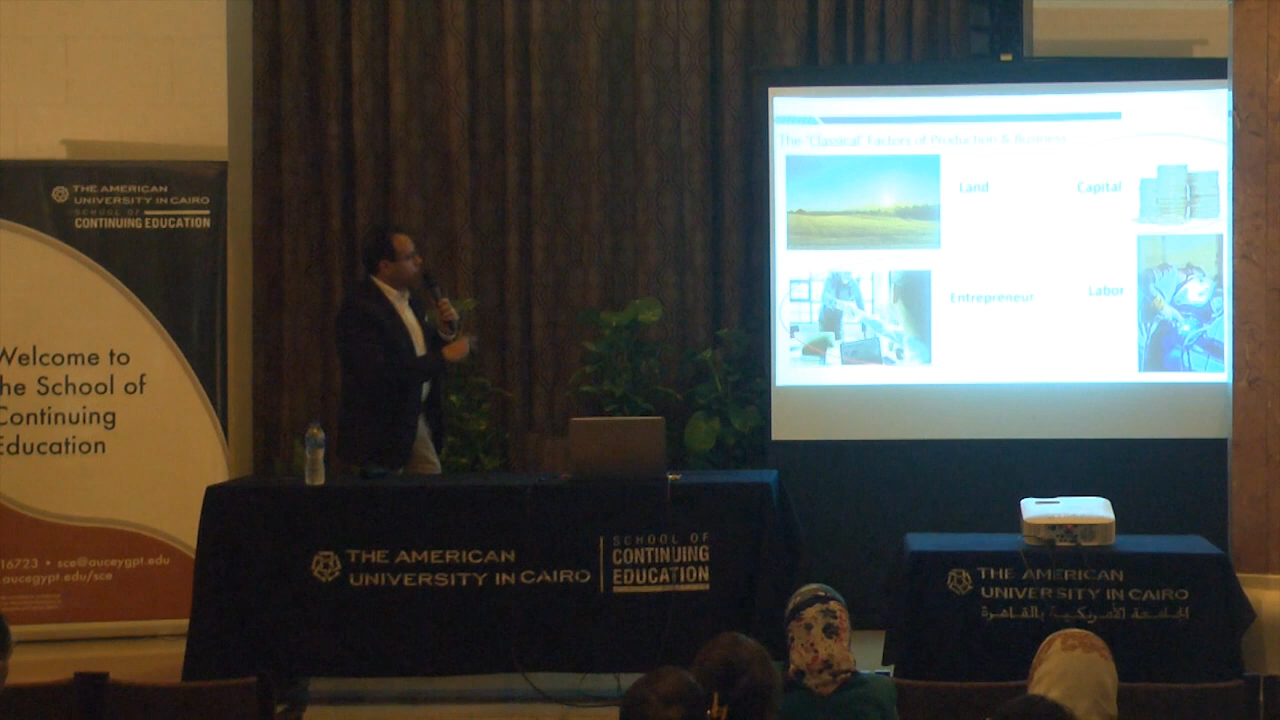 THE AMERICAN
UNIVERSITY IN CAIRO
SCHOOL OF
CONTINUING EDUCATION
Welcome to
he School of
Continuing
Education
16723 • sce@auceygpt.edu
aucegypt.edu/sce
The "Classical" Factors of Production & Business
Land
Capital
Entrepreneur
Labor
THE AMERICAN
UNIVERSITY IN CAIRO
SCHOOL OF
CONTINUING
EDUCATION
THE AMERICAN
UNIVERSITY IN CAIRO
الجامعة الأمريكية بالقاهرة